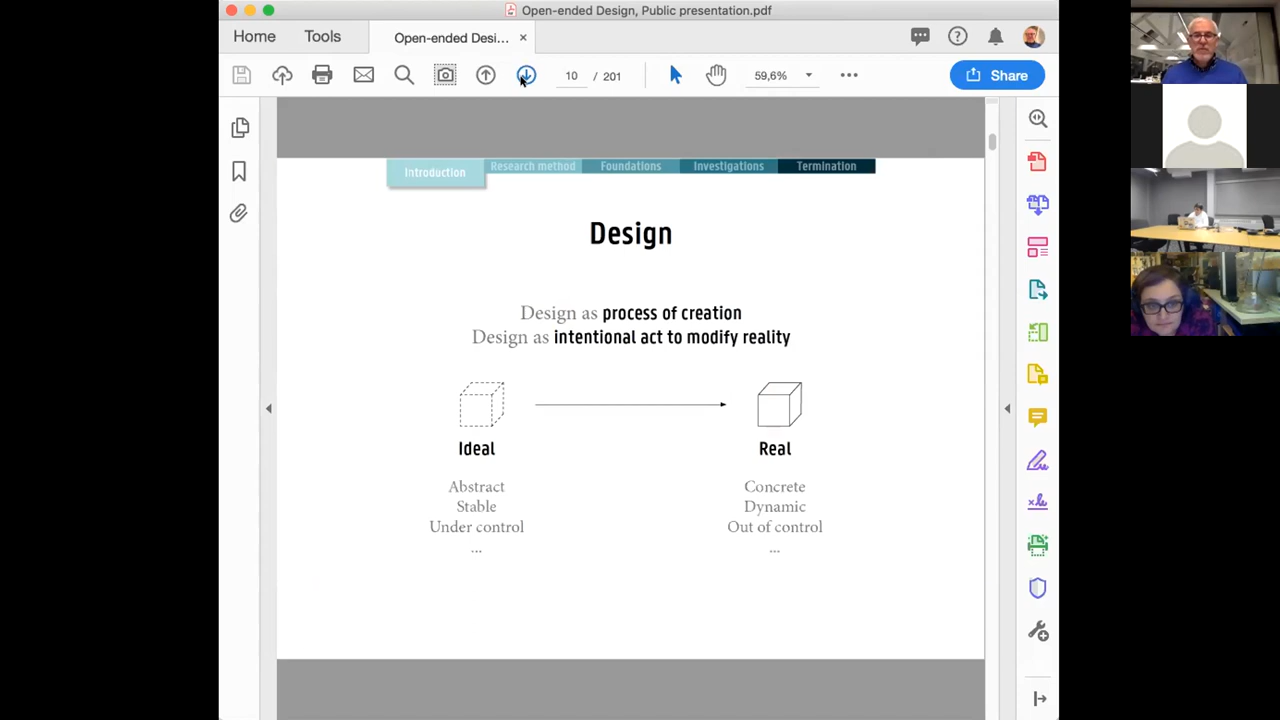 Open-ended Design, Public presentation.pdf
Home
Tools
Open-ended Desi...
10 / 201
59,6%
Share
Introduction
Research method
Foundations
Investigations
Termination
Design
Design as process of creation
Design as intentional act to modify reality
Ideal
Real
Abstract
Concrete
Stable
Dynamic
Under control
Out of control
...
...